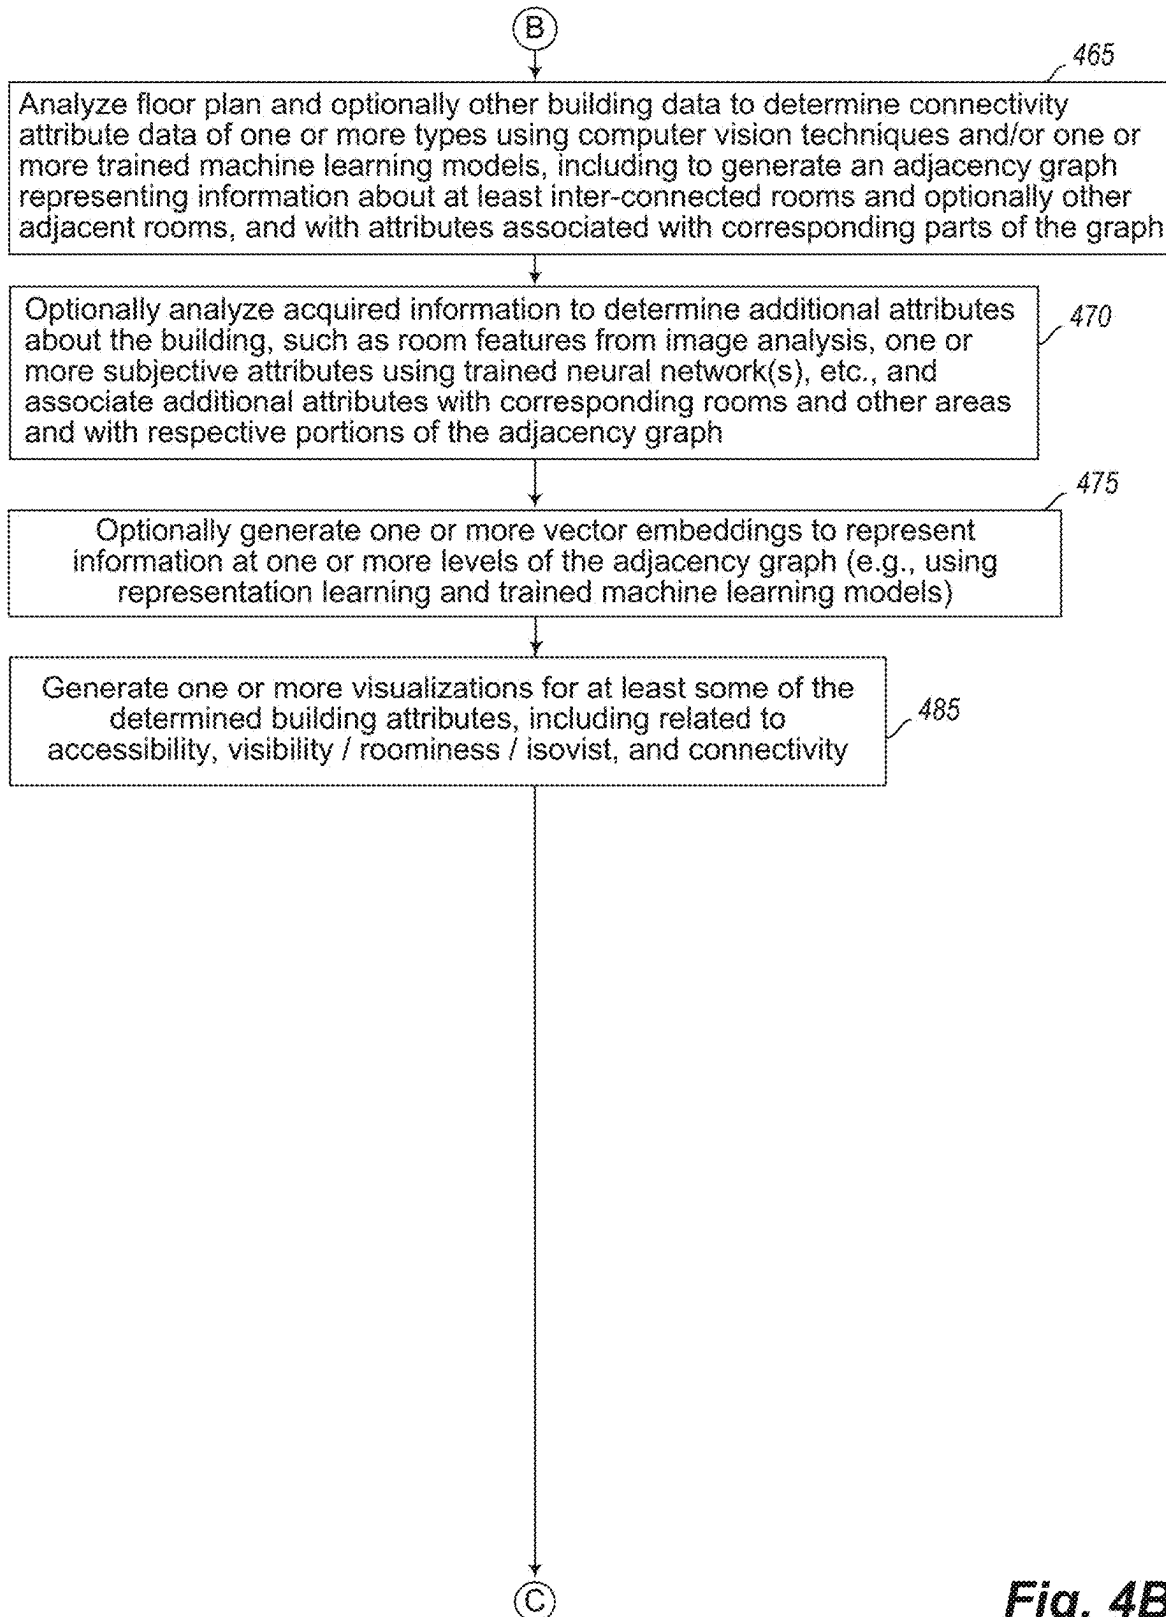 B
465
Analyze floor plan and optionally other building data to determine connectivity
attribute data of one or more types using computer vision techniques and/or one or
more trained machine learning models, including to generate an adjacency graph
representing information about at least inter-connected rooms and optionally other
adjacent rooms, and with attributes associated with corresponding parts of the graph
Optionally analyze acquired information to determine additional attributes
about the building, such as room features from image analysis, one or
more subjective attributes using trained neural network(s), etc., and
associate additional attributes with corresponding rooms and other areas
and with respective portions of the adjacency graph
470
475
Optionally generate one or more vector embeddings to represent
information at one or more levels of the adjacency graph (e.g., using
representation learning and trained machine learning models)
Generate one or more visualizations for at least some of the
determined building attributes, including related to
accessibility, visibility / roominess / isovist, and connectivity
485
C
Fig. 4B